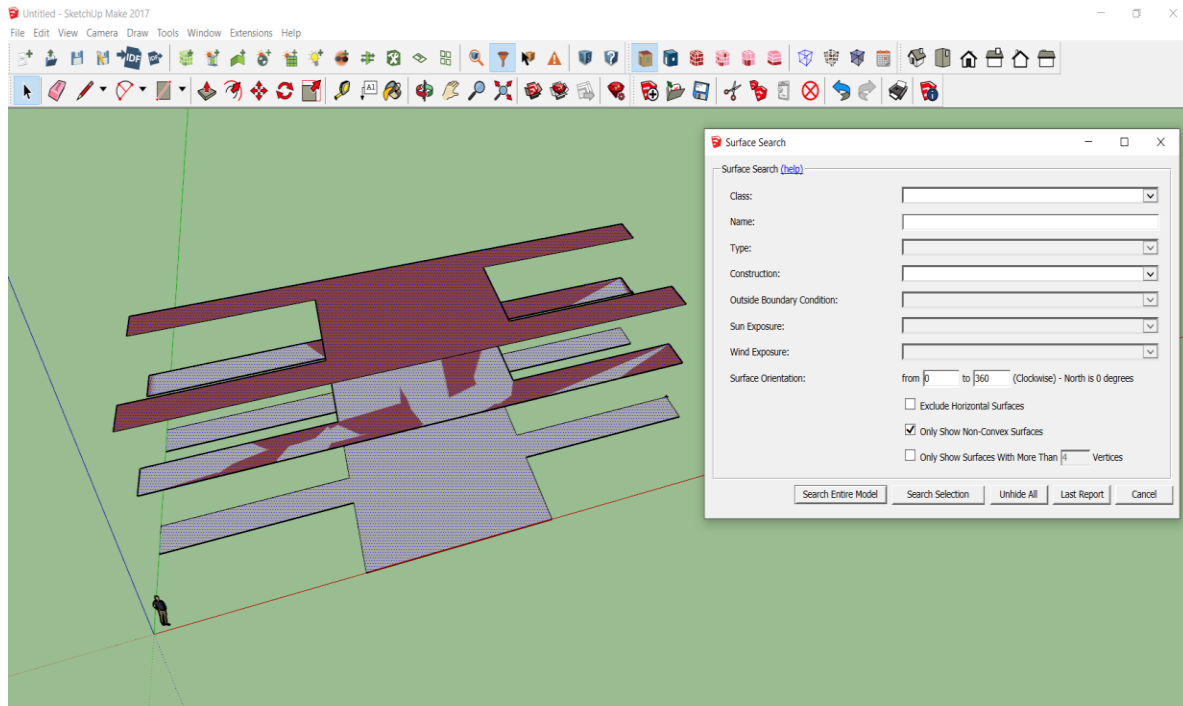 Untitled - SketchUp Make 2017
File Edit View Camera Draw Tools Window Extensions Help
IDF IDF
A1
Surface Search
Surface Search (help)
Class:
Name:
Type:
Construction:
Outside Boundary Condition:
Sun Exposure:
Wind Exposure:
Surface Orientation: from 0 to 360 (Clockwise) - North is 0 degrees
Exclude Horizontal Surfaces
Only Show Non-Convex Surfaces
Only Show Surfaces With More Than 4 Vertices
Search Entire Model Search Selection Unhide All Last Report Cancel